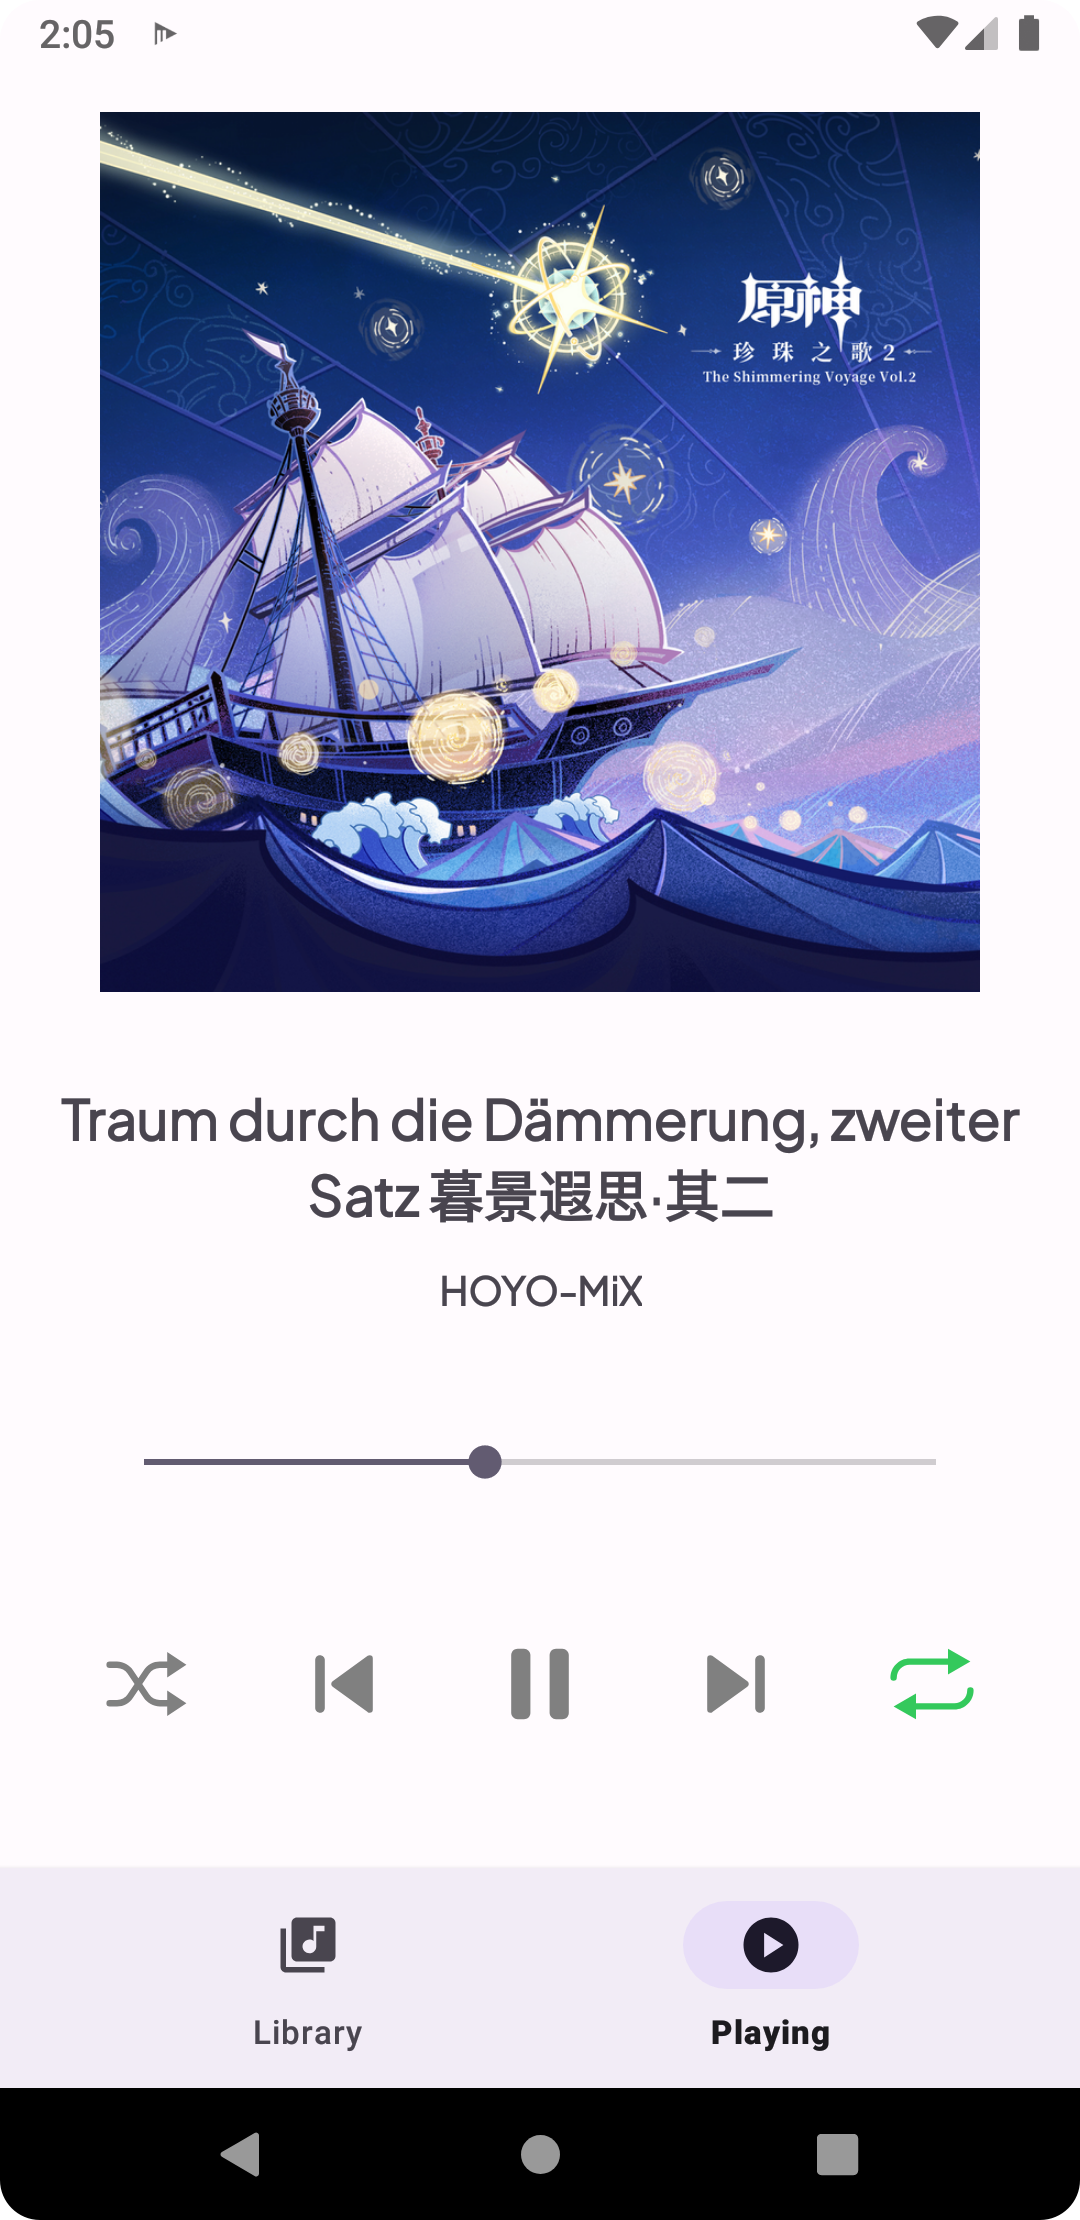 2:05
原神
珍珠之歌2
The Shimmering Voyage Vol.2
Traum durch die Dämmerung, zweiter
Satz 暮景遐思·其二
HOYO-MiX
Library
Playing